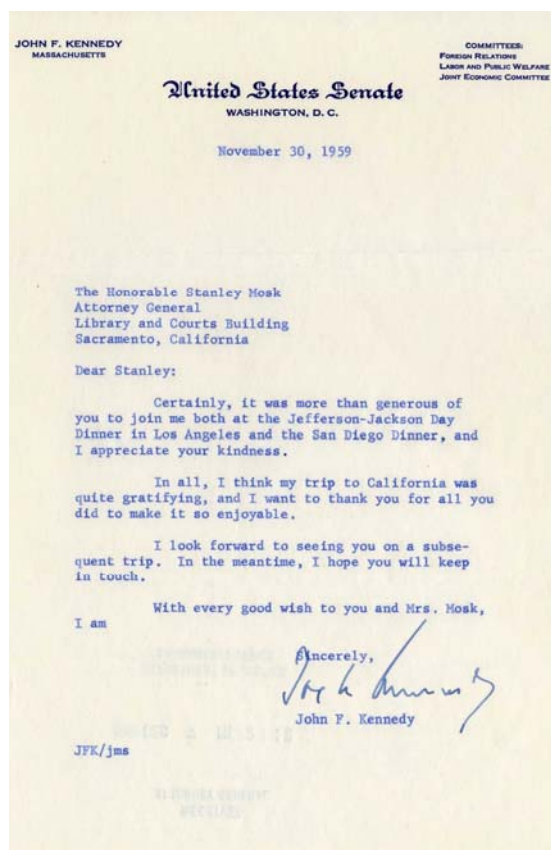 JOHN F. KENNEDY
MASSACHUSETTS
COMMITTEES:
FOREIGN RELATIONS
LABOR AND PUBLIC WELFARE
JOINT ECONOMIC COMMITTEE
United States Senate
WASHINGTON, D. C.
November 30, 1959
The Honorable Stanley Mosk
Attorney General
Library and Courts Building
Sacramento, California
Dear Stanley:
Certainly, it was more than generous of
you to join me both at the Jefferson-Jackson Day
Dinner in Los Angeles and the San Diego Dinner, and
I appreciate your kindness.
In all, I think my trip to California was
quite gratifying, and I want to thank you for all you
did to make it so enjoyable.
I look forward to seeing you on a subse-
quent trip. In the meantime, I hope you will keep
in touch.
With every good wish to you and Mrs. Mosk,
I am
Sincerely,
Jack Kennedy
John F. Kennedy
JFK/jms